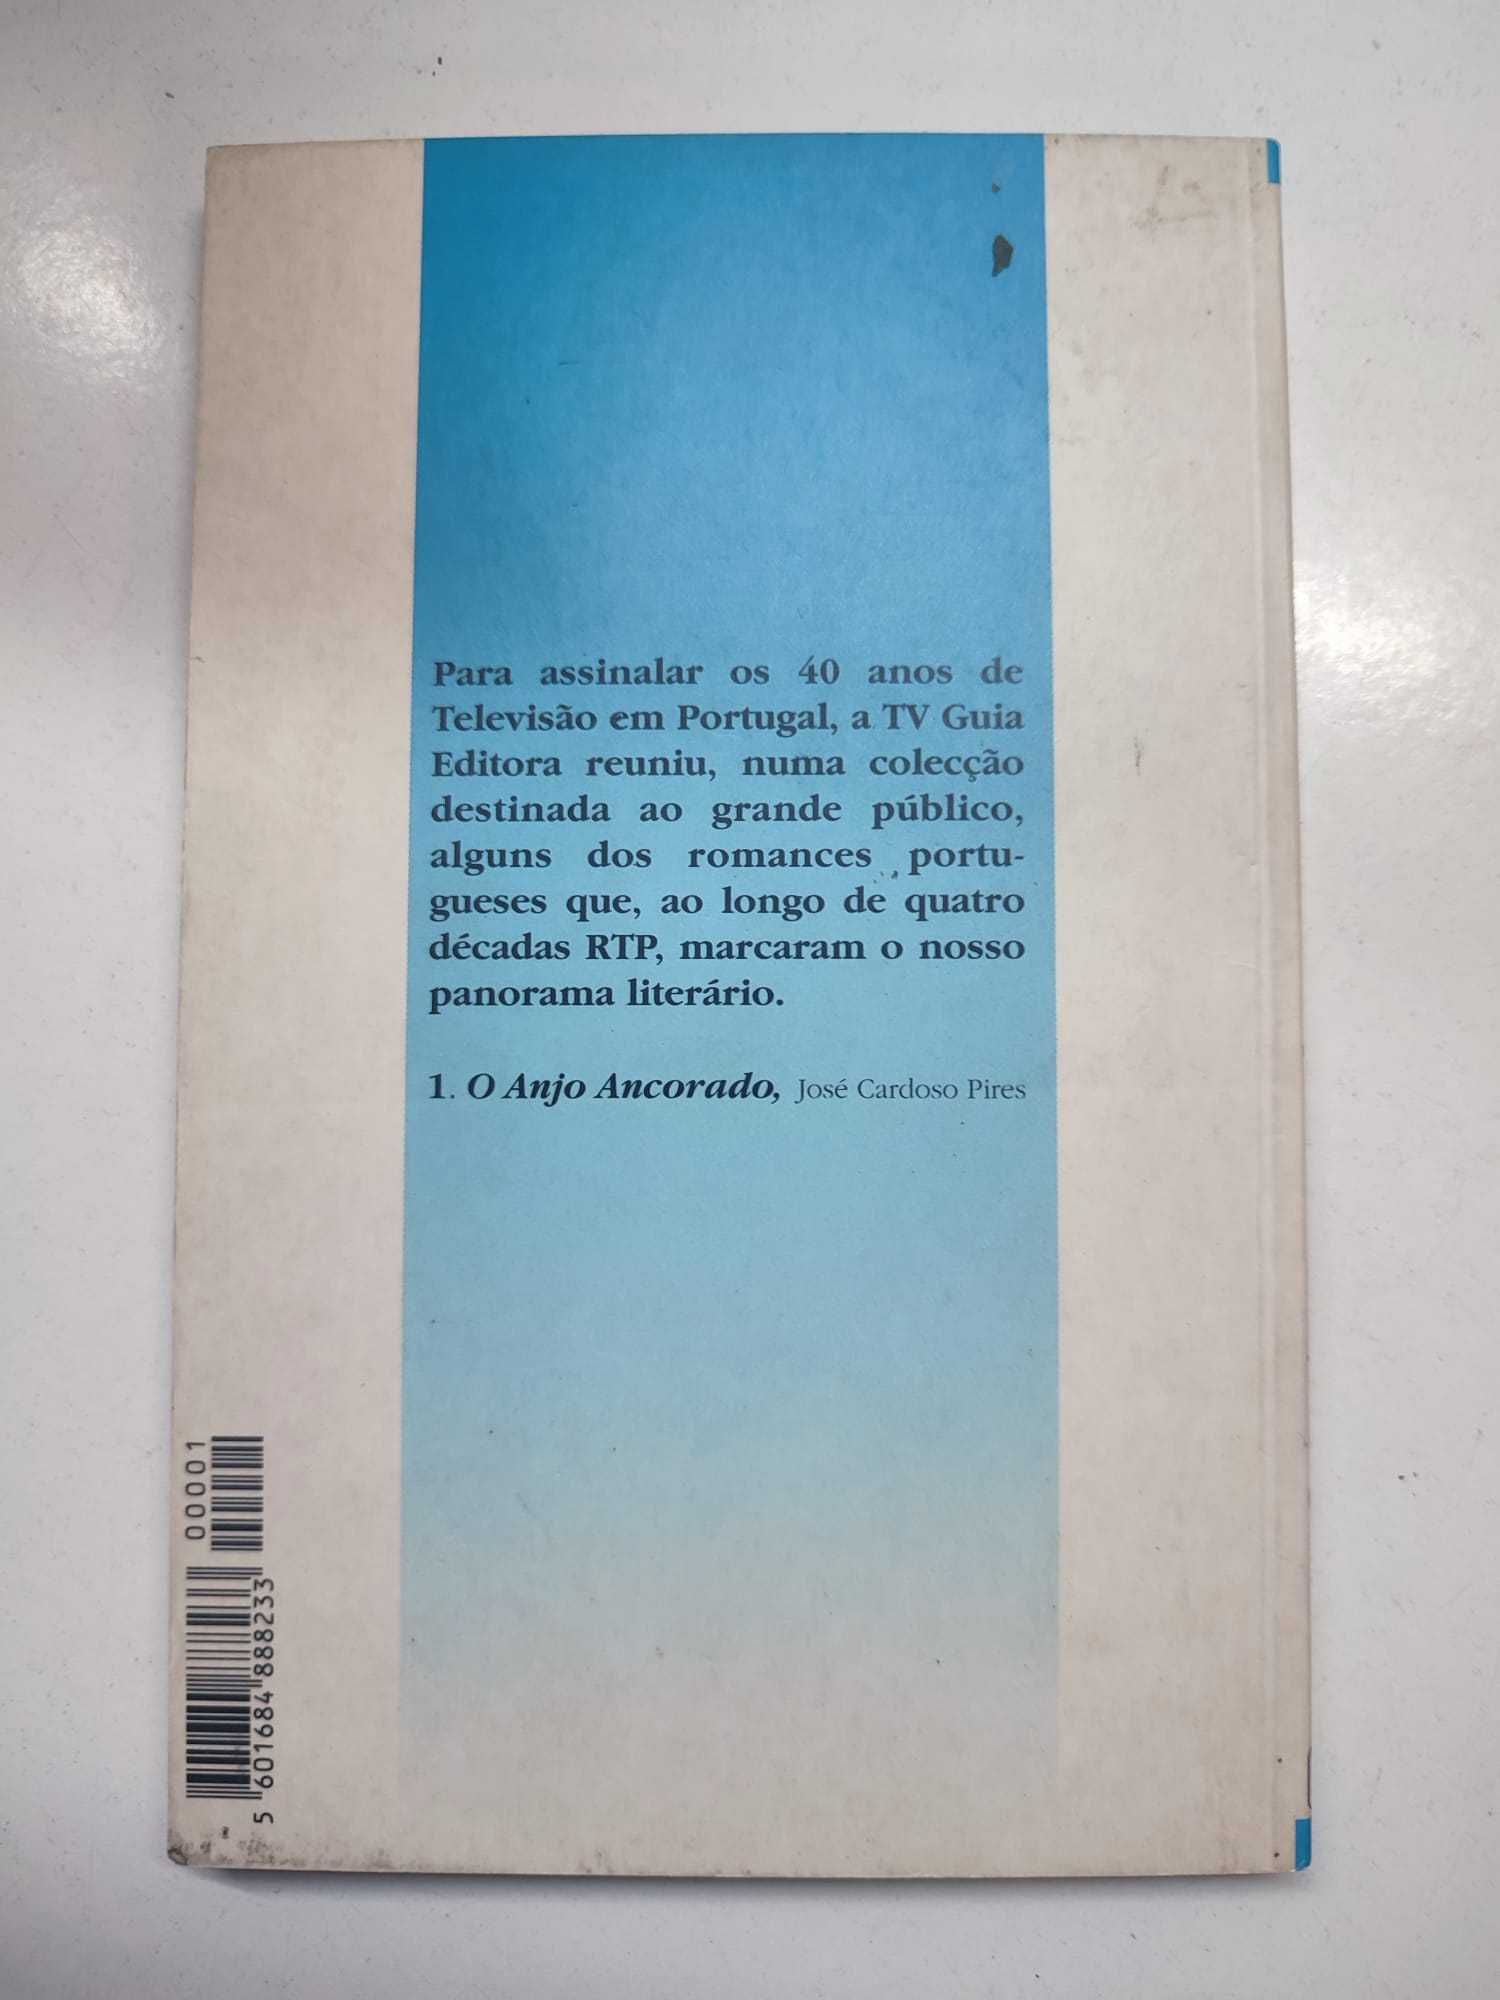 Para assinalar os 40 anos de
Televisão em Portugal, a TV Guia
Editora reuniu, numa colecção
destinada ao grande público,
alguns dos romances portu-
gueses que, ao longo de quatro
décadas RTP, marcaram o nosso
panorama literário.
1. O Anjo Ancorado, José Cardoso Pires
00001
5 601684 888233